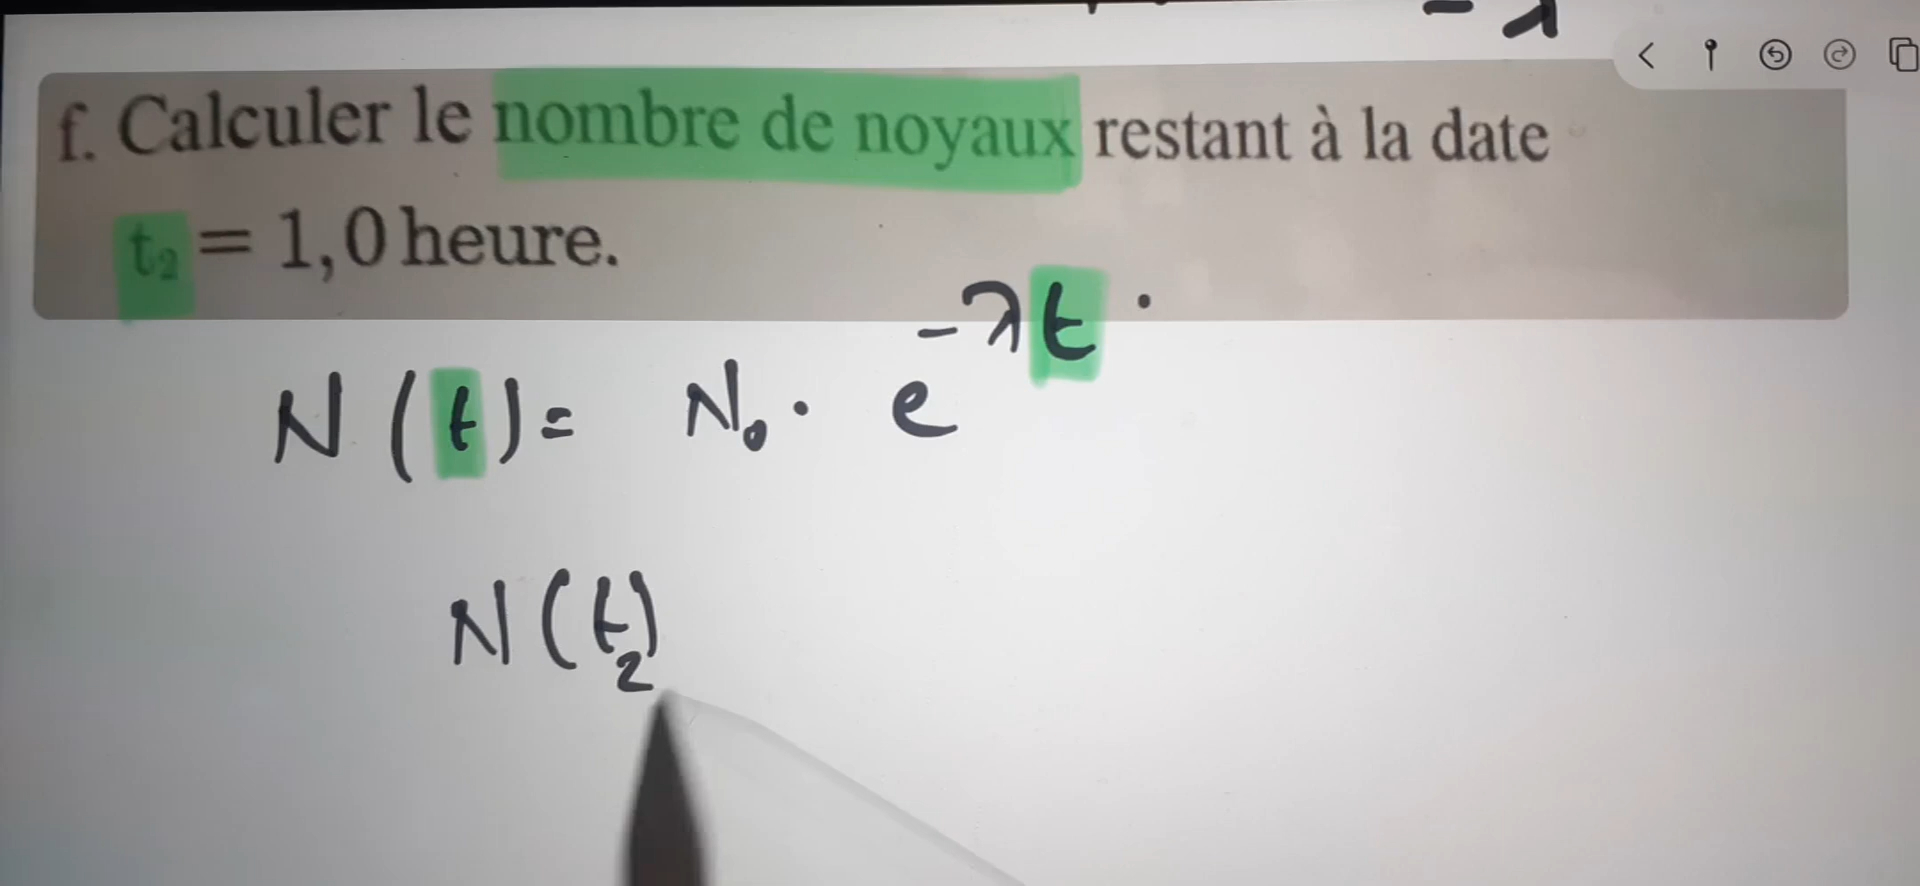 f. Calculer le nombre de noyaux restant à la date
t₂ = 1,0 heure.
N(t) = N₀ · e^{-λt}
N(t₂)